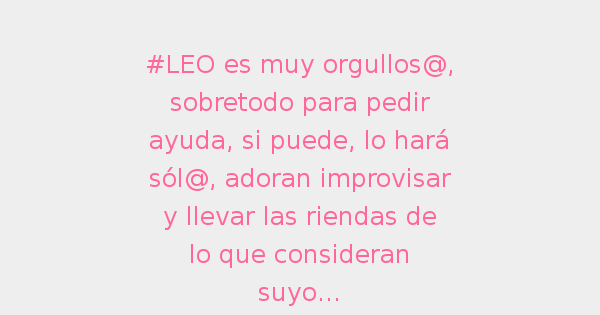 #LEO es muy orgullos@,
sobretodo para pedir
ayuda, si puede, lo hará
sól@, adoran improvisar
y llevar las riendas de
lo que consideran
suyo...